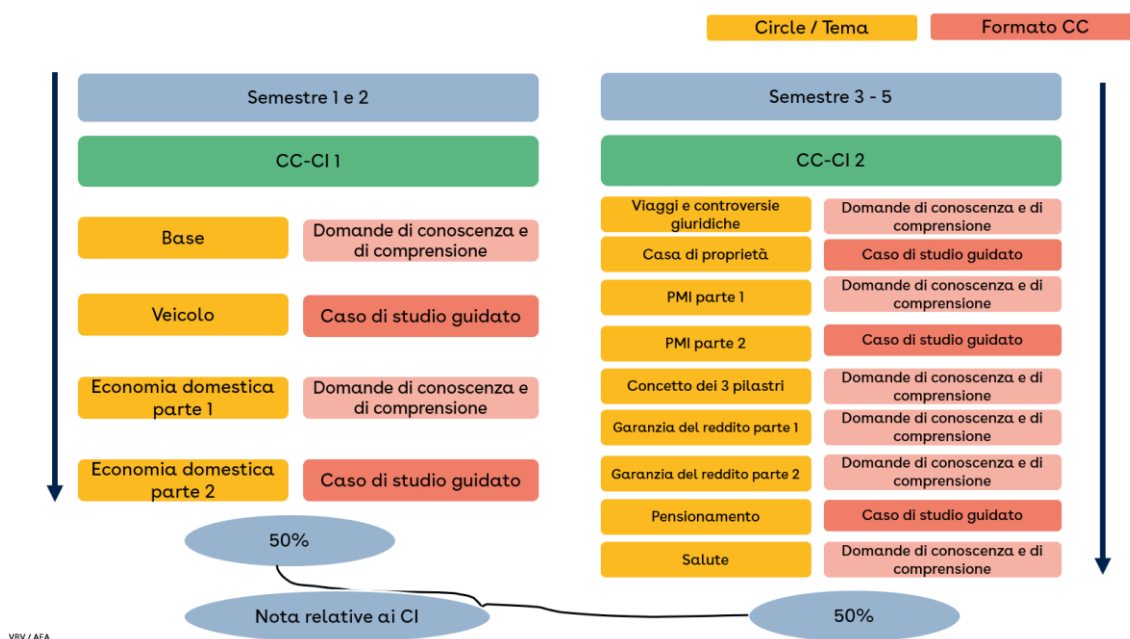 Circle / Tema
Formato CC
Semestre 1 e 2
CC-CI 1
Base
Domande di conoscenza e
di comprensione
Veicolo
Caso di studio guidato
Economia domestica
parte 1
Domande di conoscenza e
di comprensione
Economia domestica
parte 2
Caso di studio guidato
50%
Nota relative ai CI
Semestre 3 - 5
CC-CI 2
Viaggi e controversie
giuridiche
Domande di conoscenza e di
comprensione
Casa di proprietà
Caso di studio guidato
PMI parte 1
Domande di conoscenza e di
comprensione
PMI parte 2
Caso di studio guidato
Concetto dei 3 pilastri
Domande di conoscenza e di
comprensione
Garanzia del reddito parte 1
Domande di conoscenza e di
comprensione
Garanzia del reddito parte 2
Domande di conoscenza e di
comprensione
Pensionamento
Caso di studio guidato
Salute
Domande di conoscenza e di
comprensione
50%
VBV / AFA